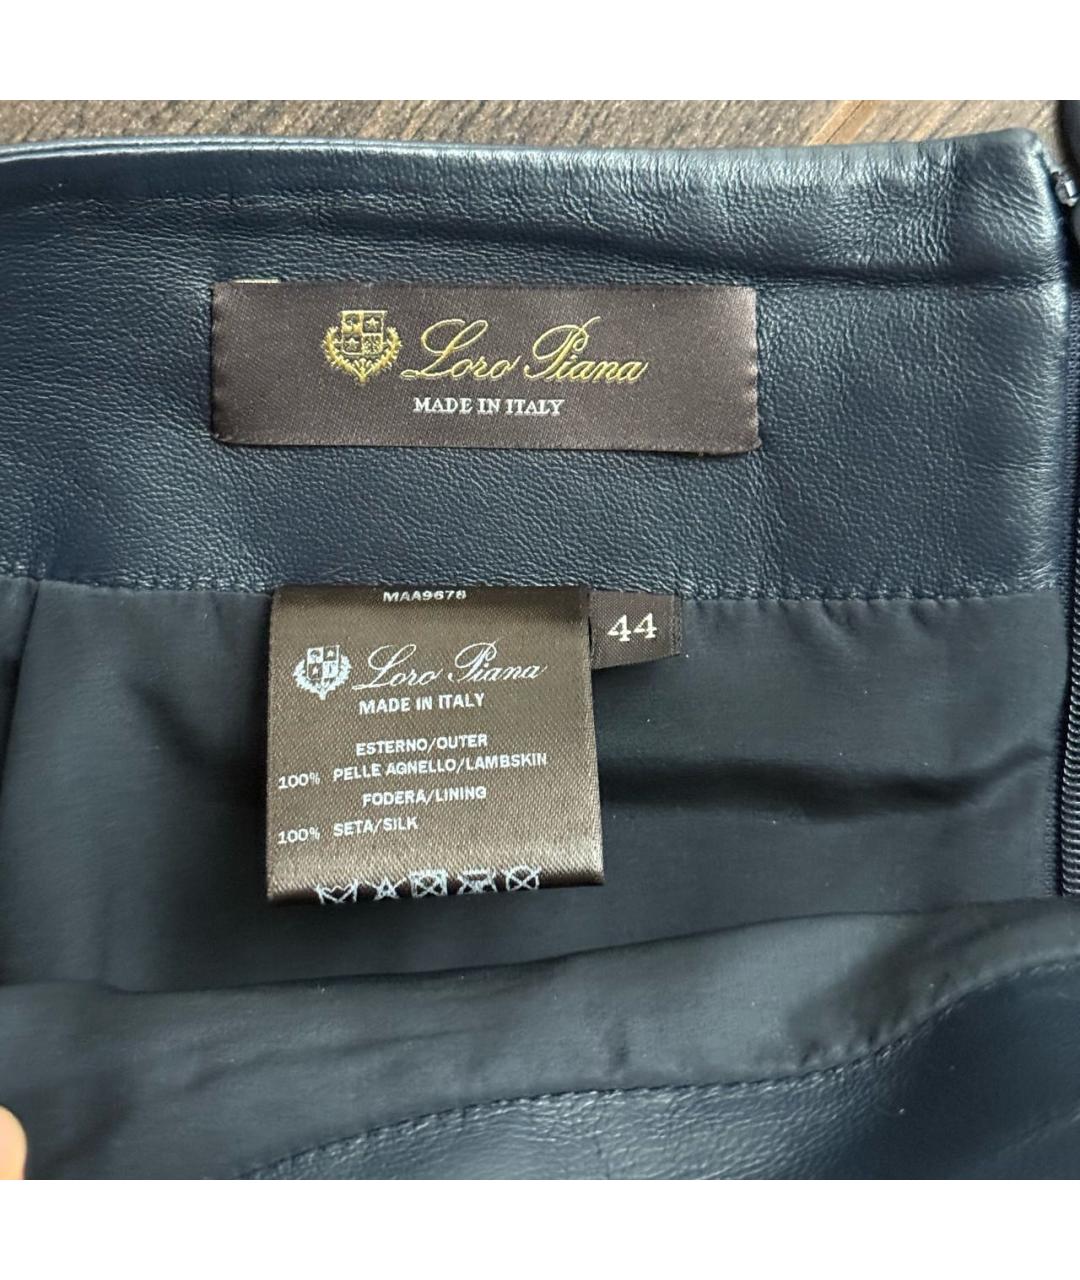 Loro Piana
MADE IN ITALY
MAA9678
44
Loro Piana
MADE IN ITALY
ESTERNO/OUTER
100% PELLE AGNELLO/LAMBSKIN
FODERA/LINING
100% SETA/SILK